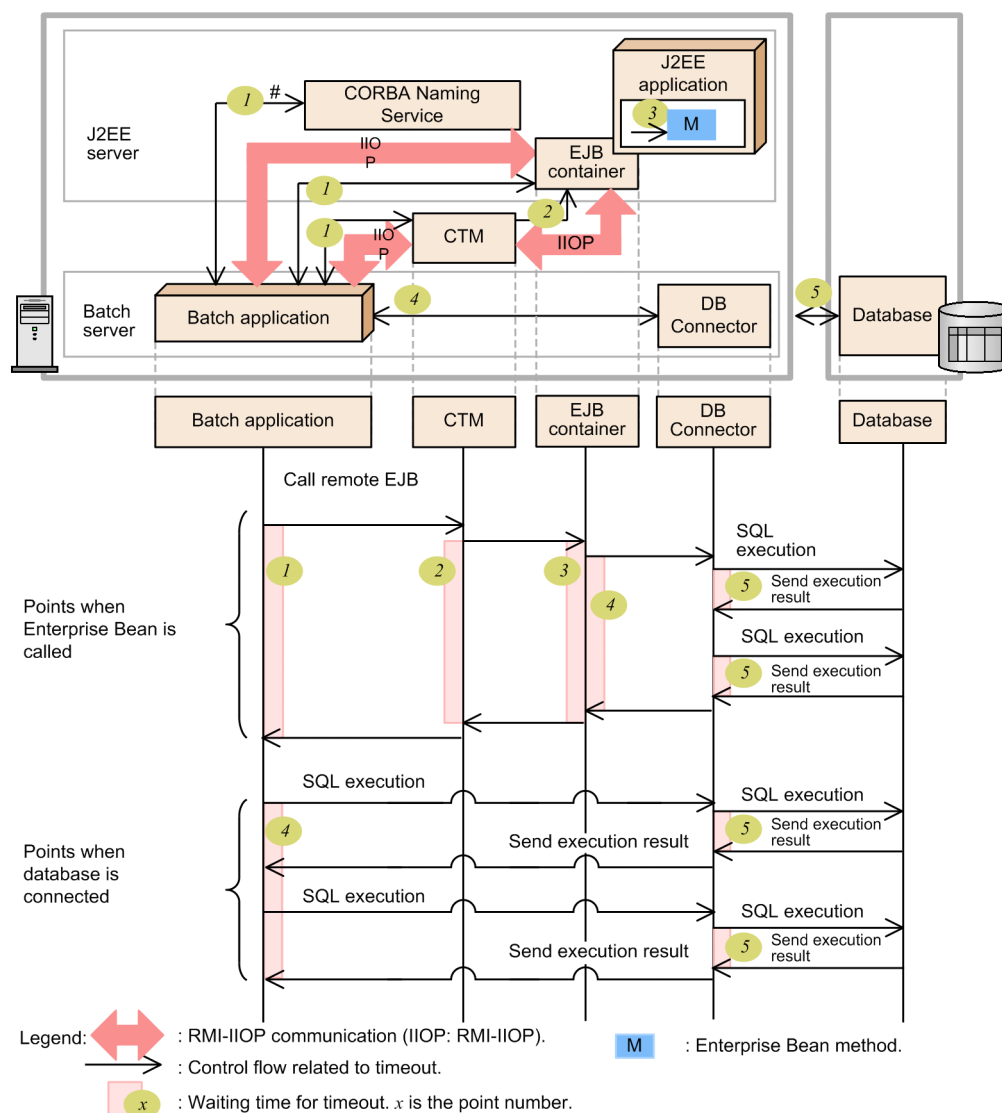 J2EE
application
1
#
CORBA Naming
Service
3
M
J2EE
server
IIO
P
EJB
container
1
2
1
CTM
IIO
P
IIOP
Batch
server
Batch application
4
DB
Connector
5
Database
Batch application
CTM
EJB
container
DB
Connector
Database
Call remote EJB
SQL
execution
1
2
3
5
Send execution
result
4
Points when
Enterprise Bean is
called
SQL execution
5
Send execution
result
SQL execution
SQL execution
4
5
Send execution
result
Send execution result
Points when
database is
connected
SQL execution
SQL execution
5
Send execution
result
Send execution result
Legend:
: RMI-IIOP communication (IIOP: RMI-IIOP).
M
: Enterprise Bean method.
: Control flow related to timeout.
x
: Waiting time for timeout. x is the point number.